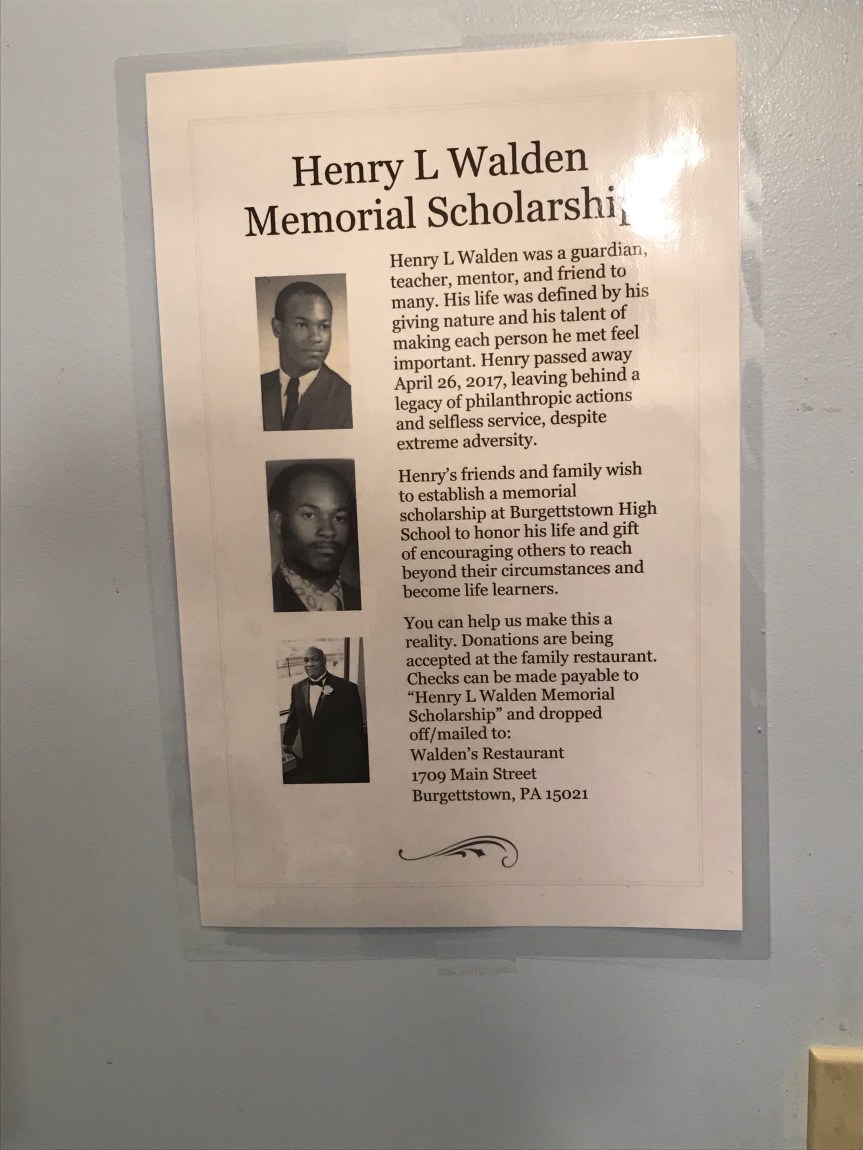 Henry L Walden
Memorial Scholarship
Henry L Walden was a guardian,
teacher, mentor, and friend to
many. His life was defined by his
giving nature and his talent of
making each person he met feel
important. Henry passed away
April 26, 2017, leaving behind a
legacy of philanthropic actions
and selfless service, despite
extreme adversity.
Henry's friends and family wish
to establish a memorial
scholarship at Burgettstown High
School to honor his life and gift
of encouraging others to reach
beyond their circumstances and
become life learners.
You can help us make this a
reality. Donations are being
accepted at the family restaurant.
Checks can be made payable to
“Henry L Walden Memorial
Scholarship” and dropped
off/mailed to:
Walden's Restaurant
1709 Main Street
Burgettstown, PA 15021